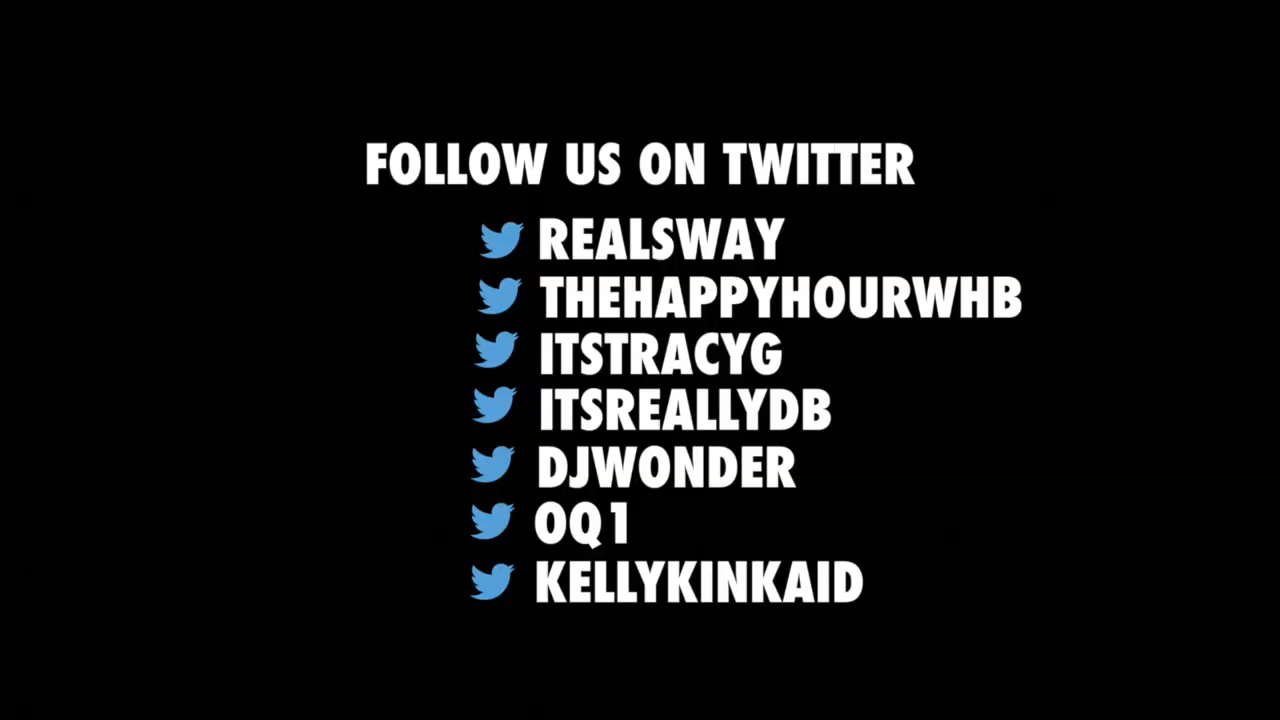 FOLLOW US ON TWITTER
REALSWAY
THEHAPPYHOURWHB
ITSTRACYG
ITSREALLYDB
DJWONDER
OQ1
KELLYKINKAID